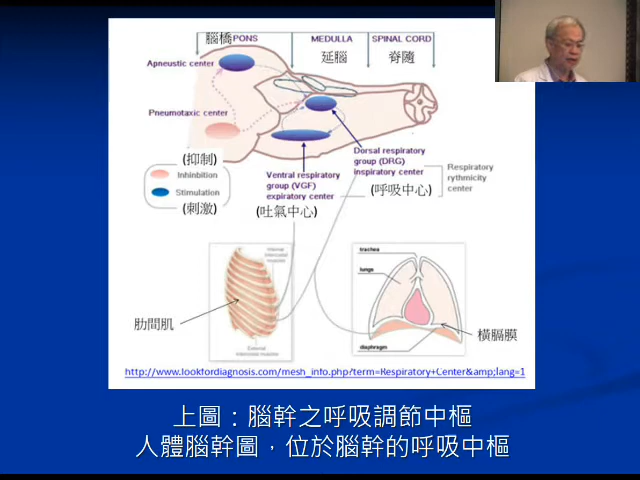 腦橋PONS
MEDULLA
SPINAL CORD
延腦
脊隨
Apneustic center
Pneumotaxic center
(抑制)
Inhinbition
Stimulation
(刺激)
Dorsal respiratory
group (DRG)
inspiratory center
(呼吸中心)
Ventral respiratory
group (VGF)
expiratory center
(吐氣中心)
Respiratory
rythmicity
center
Internal
intercostal
muscles
External
intercostal muscles
肋間肌
trachea
lungs
diaphragm
橫膈膜
http://www.lookfordiagnosis.com/mesh_info.php?term=Respiratory+Center&amp;lang=1
上圖：腦幹之呼吸調節中樞
人體腦幹圖，位於腦幹的呼吸中樞